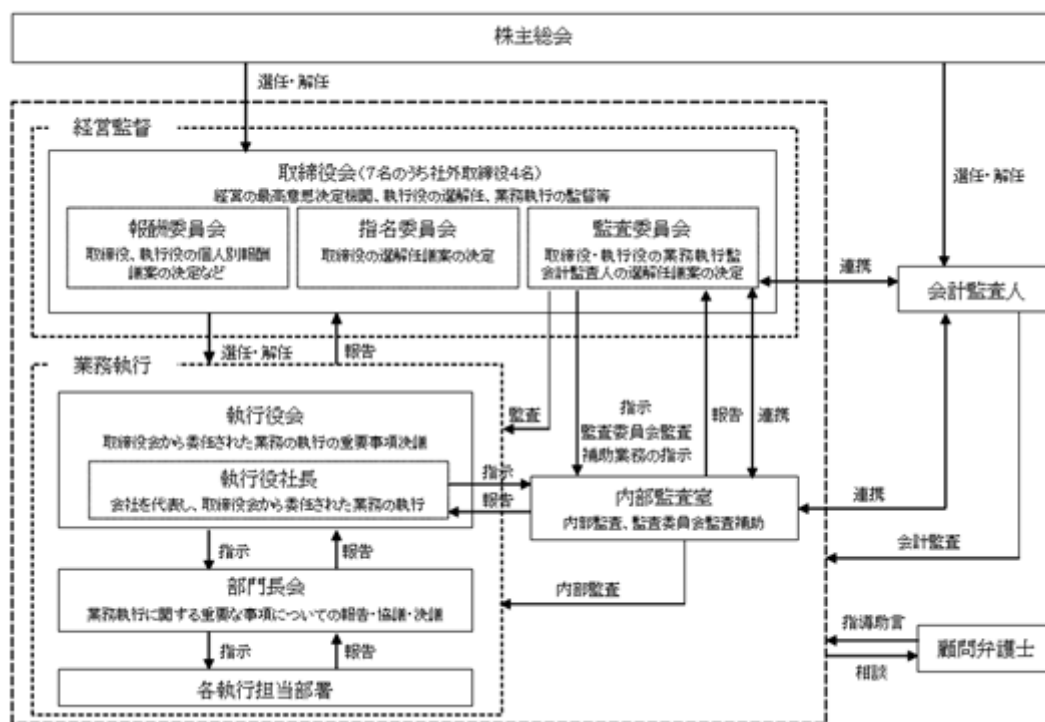 株主総会
選任・解任
経営監督
取締役会(7名のうち社外取締役4名)
経営の最高意思決定機関、執行役の選解任、業務執行の監督等
報酬委員会
取締役、執行役の個人別報酬
議案の決定など
指名委員会
取締役の選解任議案の決定
監査委員会
取締役・執行役の業務執行監
会計監査人の選解任議案の決定
選任・解任
連携
会計監査人
選任・解任
報告
業務執行
執行役会
取締役会から委任された業務の執行の重要事項決議
執行役社長
会社を代表し、取締役会から委任された業務の執行
監査
指示
監査委員会監査
補助業務の指示
報告
連携
指示
報告
内部監査室
内部監査、監査委員会監査補助
連携
会計監査
指示
報告
部門長会
業務執行に関する重要な事項についての報告・協議・決議
内部監査
指示
報告
各執行担当部署
指導助言
相談
顧問弁護士